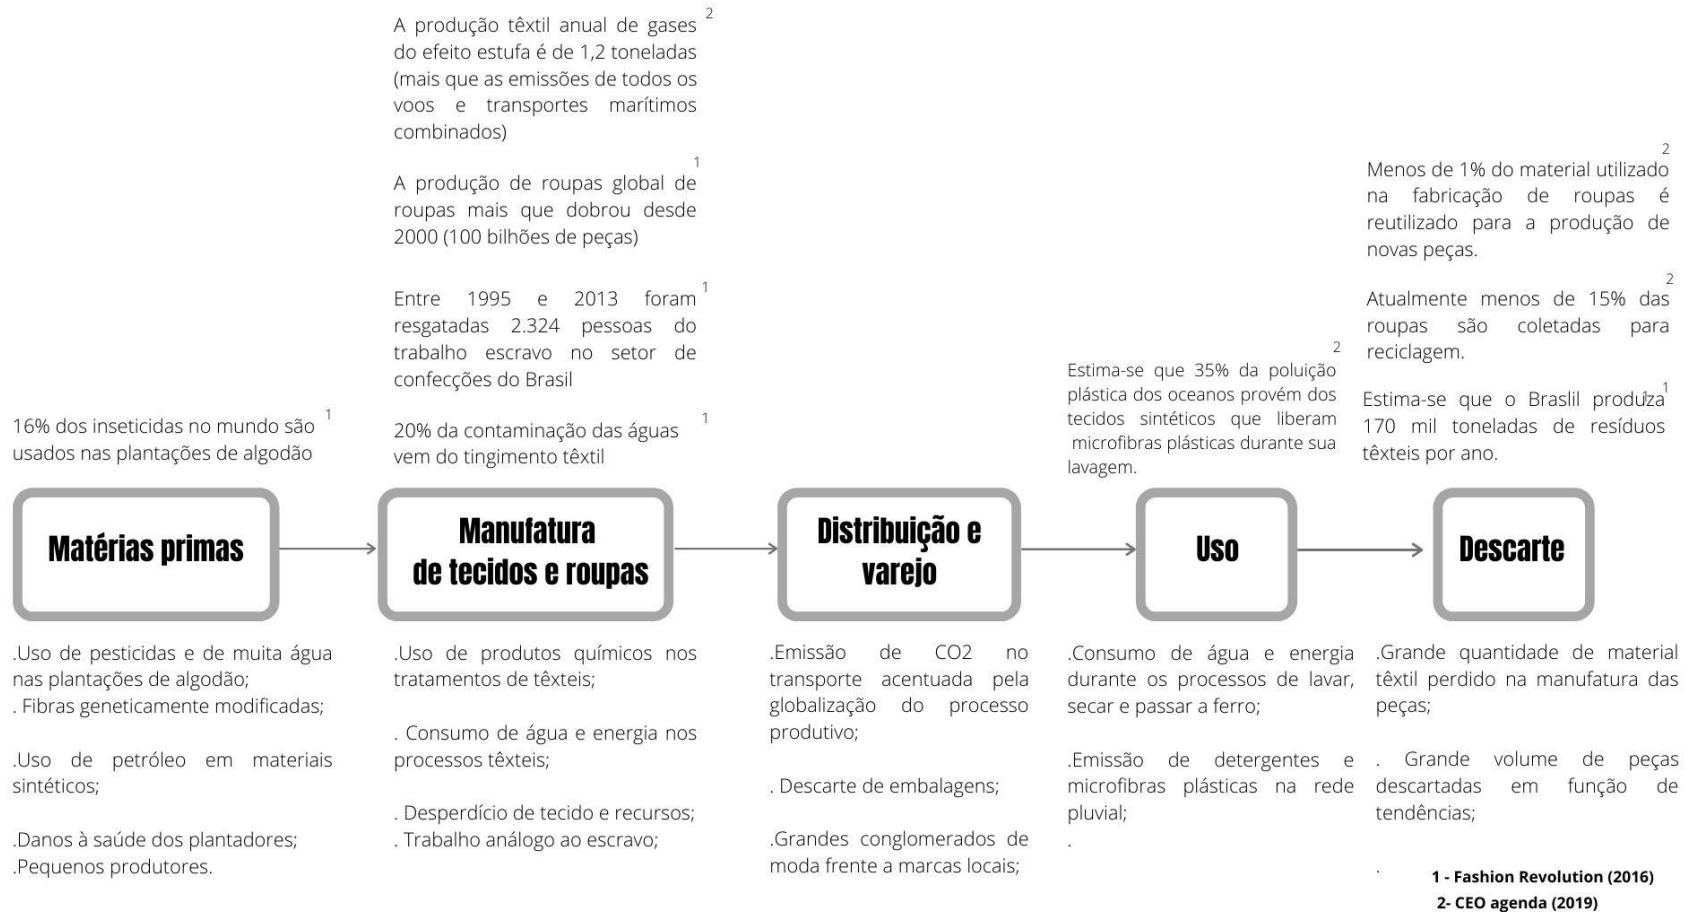 A produção têxtil anual de gases 2
do efeito estufa é de 1,2 toneladas
(mais que as emissões de todos os
voos e transportes marítimos
combinados)
1
A produção de roupas global de
roupas mais que dobrou desde
2000 (100 bilhões de peças)
Entre 1995 e 2013 foram 1
resgatadas 2.324 pessoas do
trabalho escravo no setor de
confecções do Brasil
20% da contaminação das águas 1
vem do tingimento têxtil
16% dos inseticidas no mundo são 1
usados nas plantações de algodão
2
Estima-se que 35% da poluição
plástica dos oceanos provém dos
tecidos sintéticos que liberam
microfibras plásticas durante sua
lavagem.
2
Menos de 1% do material utilizado
na fabricação de roupas é
reutilizado para a produção de
novas peças.
2
Atualmente menos de 15% das
roupas são coletadas para
reciclagem.
1
Estima-se que o Braslil produza
170 mil toneladas de resíduos
têxteis por ano.
Matérias primas
Manufatura
de tecidos e roupas
Distribuição e
varejo
Uso
Descarte
.Uso de pesticidas e de muita água
nas plantações de algodão;
. Fibras geneticamente modificadas;
.Uso de petróleo em materiais
sintéticos;
.Danos à saúde dos plantadores;
.Pequenos produtores.
.Uso de produtos químicos nos
tratamentos de têxteis;
. Consumo de água e energia nos
processos têxteis;
. Desperdício de tecido e recursos;
. Trabalho análogo ao escravo;
.Emissão de CO2 no
transporte acentuada pela
globalização do processo
produtivo;
. Descarte de embalagens;
.Grandes conglomerados de
moda frente a marcas locais;
.Consumo de água e energia
durante os processos de lavar,
secar e passar a ferro;
.Emissão de detergentes e
microfibras plásticas na rede
pluvial;
.
.Grande quantidade de material
têxtil perdido na manufatura das
peças;
. Grande volume de peças
descartadas em função de
tendências;
.
1 - Fashion Revolution (2016)
2- CEO agenda (2019)